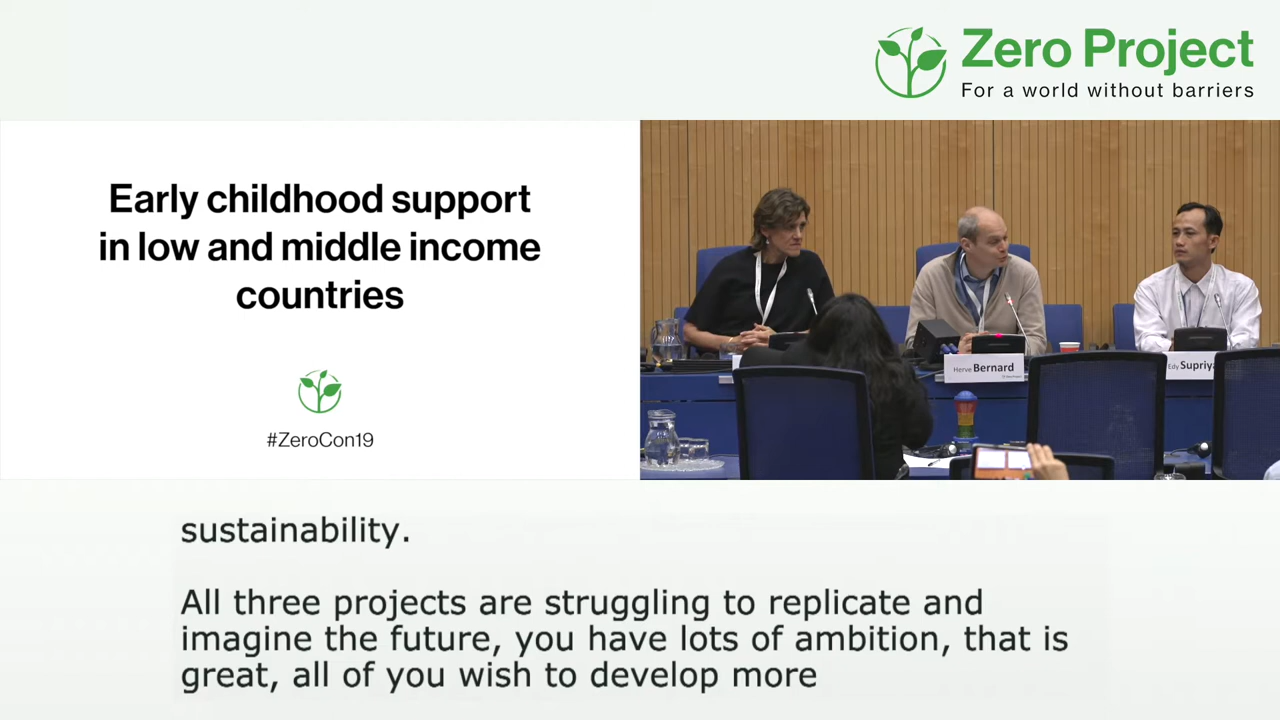 Zero Project
For a world without barriers
Early childhood support
in low and middle income
countries
#ZeroCon19
Herve Bernard
Edy Supriya
sustainability.
All three projects are struggling to replicate and
imagine the future, you have lots of ambition, that is
great, all of you wish to develop more